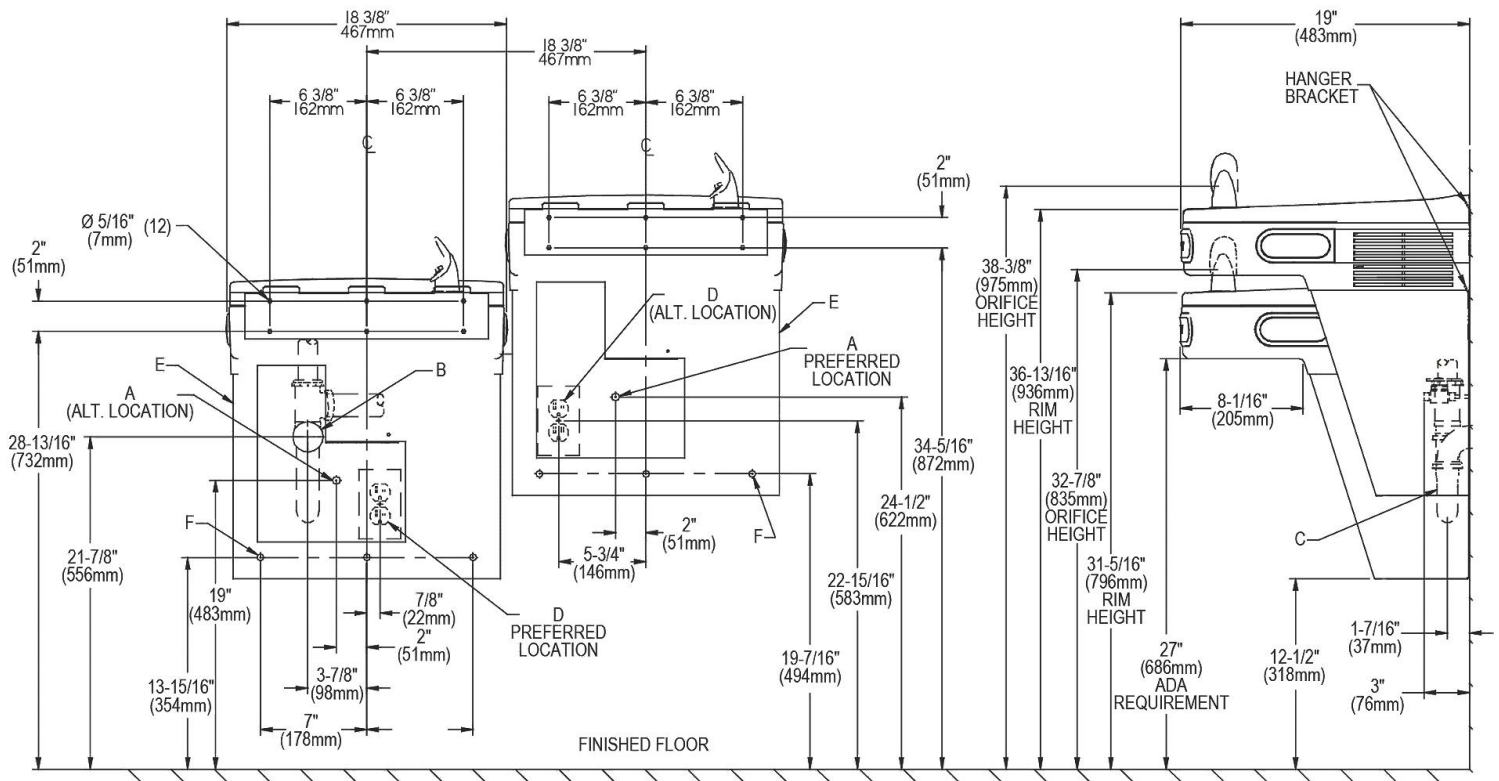 18 3/8"
467mm
18 3/8"
467mm
6 3/8"
162mm
6 3/8"
162mm
6 3/8"
162mm
6 3/8"
162mm
C
L
C
L
19"
(483mm)
HANGER
BRACKET
2"
(51mm)
Ø 5/16"
(7mm)
(12)
2"
(51mm)
38-3/8"
(975mm)
ORIFICE
HEIGHT
D
(ALT. LOCATION)
E
A
PREFERRED
LOCATION
E
A
(ALT. LOCATION)
B
36-13/16"
(936mm)
RIM
HEIGHT
8-1/16"
(205mm)
28-13/16"
(732mm)
34-5/16"
(872mm)
32-7/8"
(835mm)
ORIFICE
HEIGHT
24-1/2"
(622mm)
F
2"
(51mm)
F
C
21-7/8"
(556mm)
5-3/4"
(146mm)
31-5/16"
(796mm)
RIM
HEIGHT
22-15/16"
(583mm)
19"
(483mm)
7/8"
(22mm)
D
PREFERRED
LOCATION
2"
(51mm)
1-7/16"
(37mm)
19-7/16"
(494mm)
27"
(686mm)
ADA
REQUIREMENT
12-1/2"
(318mm)
3-7/8"
(98mm)
13-15/16"
(354mm)
3"
(76mm)
7"
(178mm)
FINISHED FLOOR